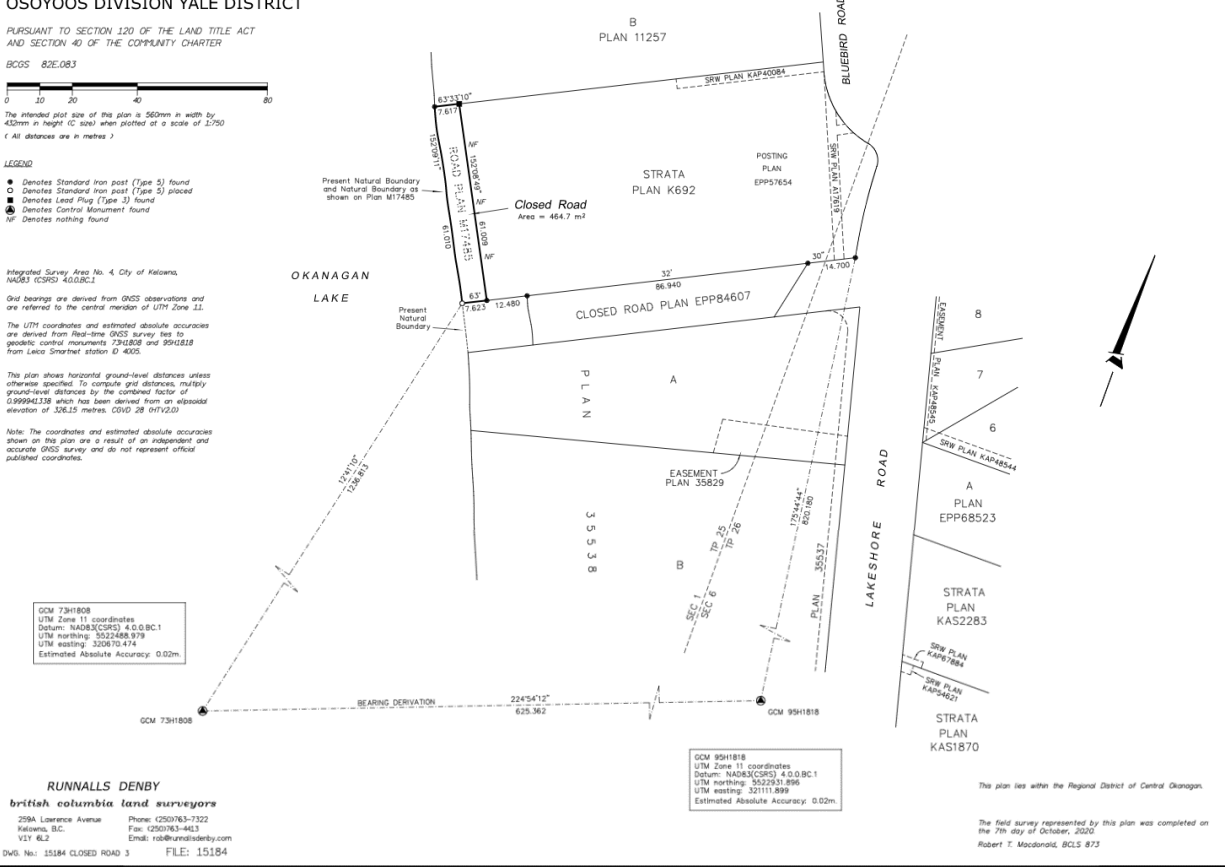 OSOYOOS DIVISION YALE DISTRICT
PURSUANT TO SECTION 120 OF THE LAND TITLE ACT
AND SECTION 40 OF THE COMMUNITY CHARTER
BCGS 82E.083
0 10 20 40 80
The intended plot size of this plan is 560mm in width by
432mm in height (C size) when plotted at a scale of 1:750
( All distances are in metres )
LEGEND
Denotes Standard Iron post (Type 5) found
Denotes Standard Iron post (Type 5) placed
Denotes Lead Plug (Type 3) found
Denotes Control Monument found
NF Denotes nothing found
Integrated Survey Area No. 4, City of Kelowna,
NAD83 (CSRS) 4.0.0.BC.1
Grid bearings are derived from GNSS observations and
are referred to the central meridian of UTM Zone 11.
The UTM coordinates and estimated absolute accuracies
are derived from Real-time GNSS survey ties to
geodetic control monuments 73H1808 and 95H1818
from Leica Smartnet station ID 4005.
This plan shows horizontal ground-level distances unless
otherwise specified. To compute grid distances, multiply
ground-level distances by the combined factor of
0.999941338 which has been derived from an elipsoidal
elevation of 326.15 metres. CGVD 28 (HTV2.0)
Note: The coordinates and estimated absolute accuracies
shown on this plan are a result of an independent and
accurate GNSS survey and do not represent official
published coordinates.
B
PLAN 11257
BLUEBIRD ROAD
SRW PLAN KAP40084
63°33'10"
7.617
152°09'11"
61.010
ROAD PLAN M17485
NF
152°08'49"
NF
61.009
NF
Present Natural Boundary
and Natural Boundary as
shown on Plan M17485
Closed Road
Area = 464.7 m²
STRATA
PLAN K692
POSTING
PLAN
EPP57654
SRW PLAN A17619
OKANAGAN
LAKE
Present
Natural
Boundary
63'
7.623
12.480
32'
86.940
30"
14.700
CLOSED ROAD PLAN EPP84607
A
PLAN
35538
EASEMENT
PLAN 35829
B
SEC 1 TP 25
SEC 6 TP 26
175°44'44"
820.180
PLAN 35537
LAKESHORE ROAD
EASEMENT PLAN KAP48545
8
7
6
SRW PLAN KAP48544
A
PLAN
EPP68523
STRATA
PLAN
KAS2283
SRW PLAN
KAP67884
SRW PLAN
KAP54621
STRATA
PLAN
KAS1870
12°41'10"
1236.813
GCM 73H1808
UTM Zone 11 coordinates
Datum: NAD83(CSRS) 4.0.0.BC.1
UTM northing: 5522488.979
UTM easting: 320670.474
Estimated Absolute Accuracy: 0.02m.
GCM 73H1808
BEARING DERIVATION
224°54'12"
625.362
GCM 95H1818
GCM 95H1818
UTM Zone 11 coordinates
Datum: NAD83(CSRS) 4.0.0.BC.1
UTM northing: 5522931.896
UTM easting: 321111.899
Estimated Absolute Accuracy: 0.02m.
RUNNALLS DENBY
british columbia land surveyors
259A Lawrence Avenue Phone: (250)763-7322
Kelowna, B.C. Fax: (250)763-4413
V1Y 6L2 Email: rob@runnallsdenby.com
DWG. No.: 15184 CLOSED ROAD 3 FILE: 15184
This plan lies within the Regional District of Central Okanagan.
The field survey represented by this plan was completed on
the 7th day of October, 2020.
Robert T. Macdonald, BCLS 873